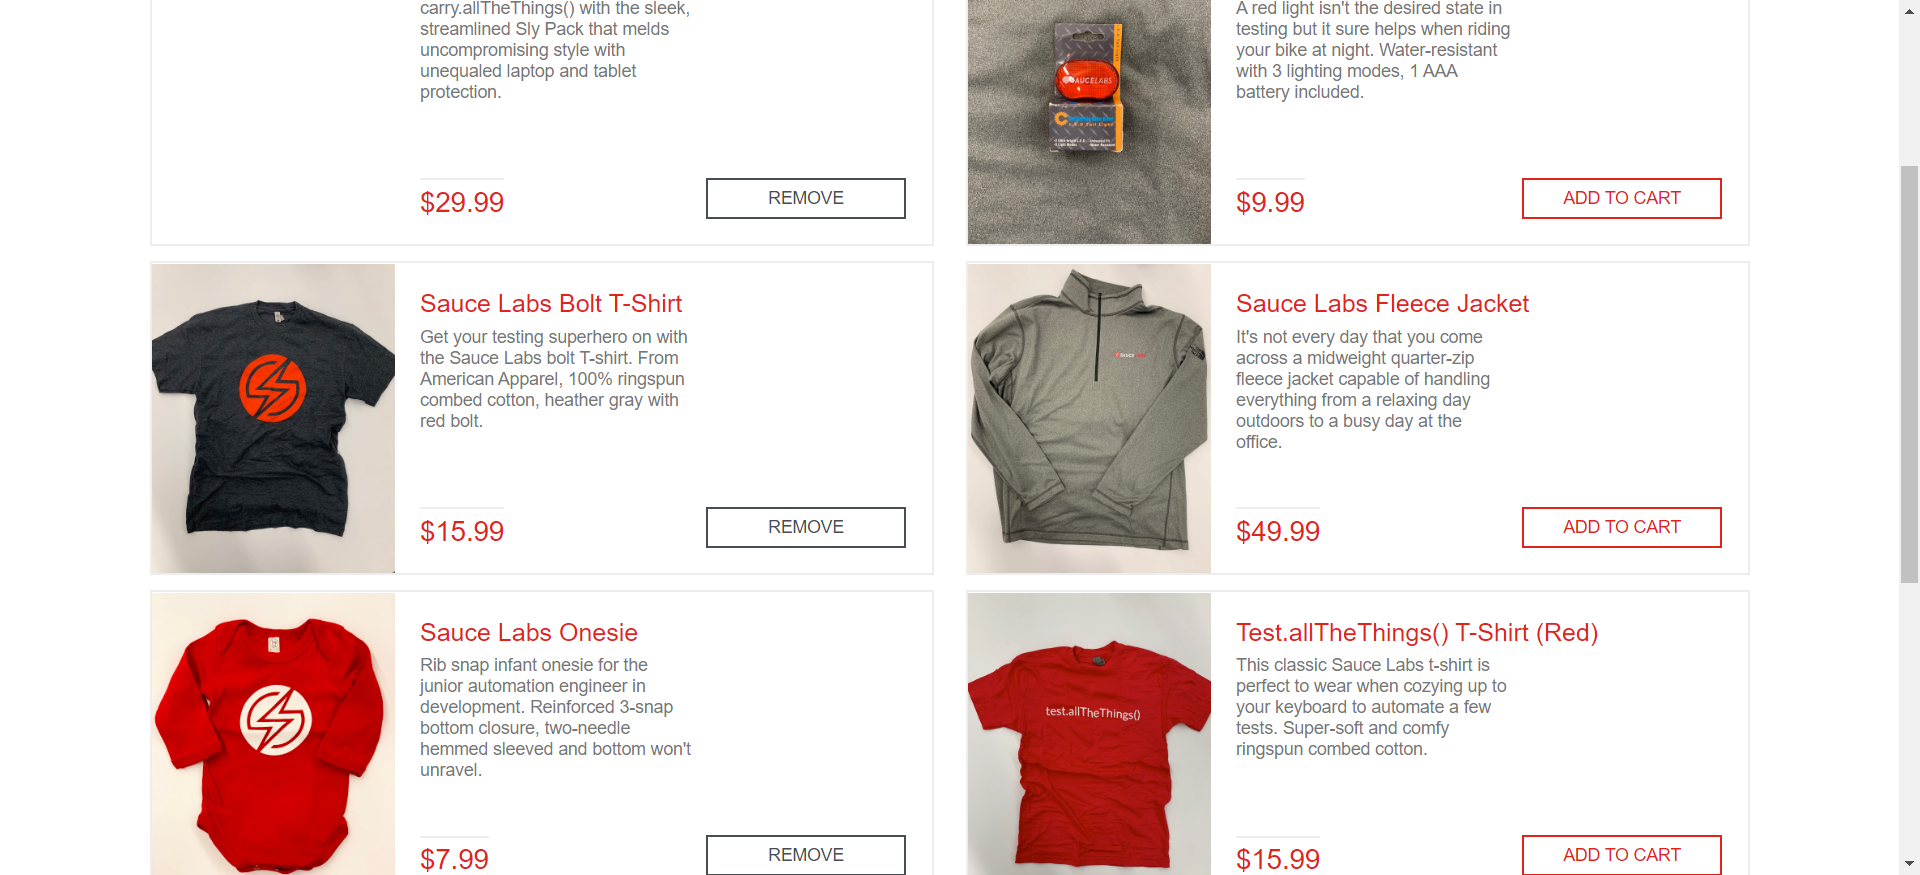 carry.allTheThings() with the sleek,
streamlined Sly Pack that melds
uncompromising style with
unequaled laptop and tablet
protection.
$29.99
REMOVE
SAUCELABS
A red light isn't the desired state in
testing but it sure helps when riding
your bike at night. Water-resistant
with 3 lighting modes, 1 AAA
battery included.
$9.99
ADD TO CART
Sauce Labs Bolt T-Shirt
Get your testing superhero on with
the Sauce Labs bolt T-shirt. From
American Apparel, 100% ringspun
combed cotton, heather gray with
red bolt.
$15.99
REMOVE
SAUCELABS
Sauce Labs Fleece Jacket
It's not every day that you come
across a midweight quarter-zip
fleece jacket capable of handling
everything from a relaxing day
outdoors to a busy day at the
office.
$49.99
ADD TO CART
Sauce Labs Onesie
Rib snap infant onesie for the
junior automation engineer in
development. Reinforced 3-snap
bottom closure, two-needle
hemmed sleeved and bottom won't
unravel.
$7.99
REMOVE
test.allTheThings()
Test.allTheThings() T-Shirt (Red)
This classic Sauce Labs t-shirt is
perfect to wear when cozying up to
your keyboard to automate a few
tests. Super-soft and comfy
ringspun combed cotton.
$15.99
ADD TO CART